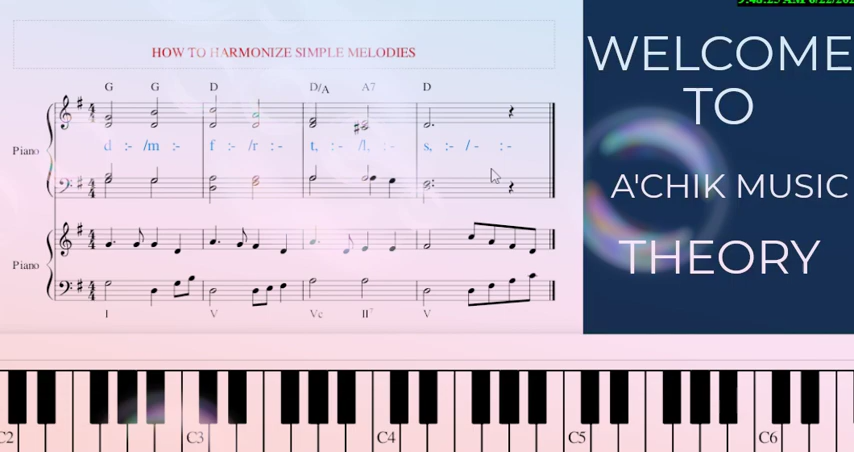 HOW TO HARMONIZE SIMPLE MELODIES
G G D D/A A7 D
Piano
d :- /m :- f :- /r :- t, :- /l, :- s, :- / - :-
Piano
I V Vc II7 V
WELCOME
TO
A'CHIK MUSIC
THEORY
C2 C3 C4 C5 C6